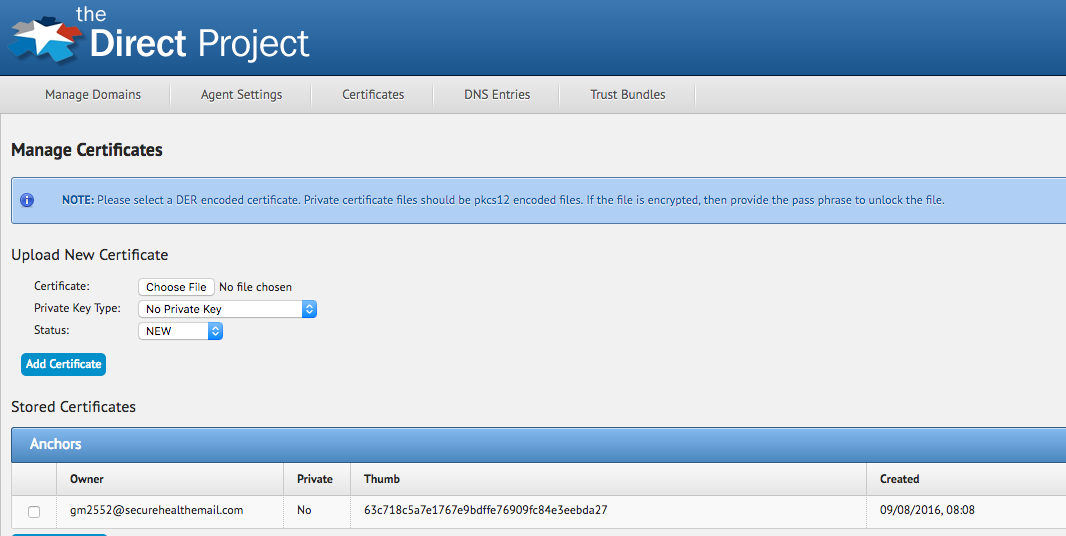 the
Direct Project
Manage Domains Agent Settings Certificates DNS Entries Trust Bundles
Manage Certificates
NOTE: Please select a DER encoded certificate. Private certificate files should be pkcs12 encoded files. If the file is encrypted, then provide the pass phrase to unlock the file.
Upload New Certificate
Certificate: Choose File No file chosen
Private Key Type: No Private Key
Status: NEW
Add Certificate
Stored Certificates
Anchors
Owner Private Thumb Created
gm2552@securehealthemail.com No 63c718c5a7e1767e9bdffe76909fc84e3eebda27 09/08/2016, 08:08